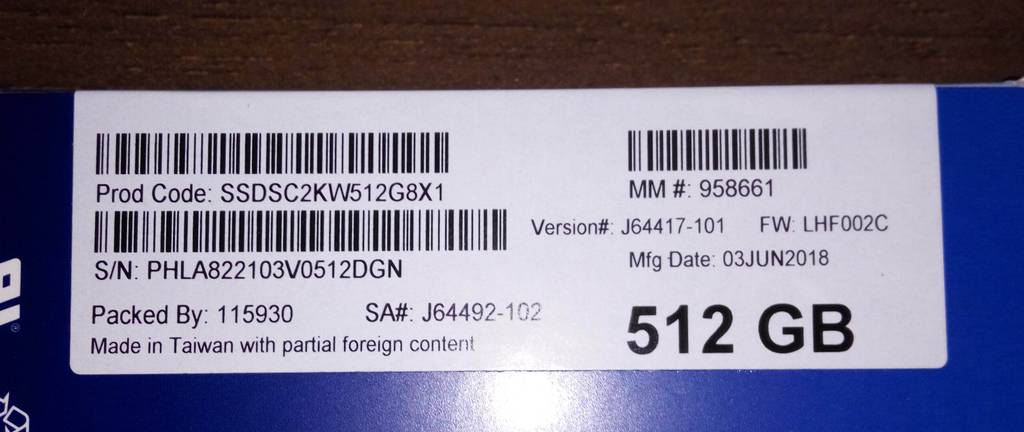 Prod Code: SSDSC2KW512G8X1
MM #: 958661
Version#: J64417-101 FW: LHF002C
S/N: PHLA822103V0512DGN
Mfg Date: 03JUN2018
Packed By: 115930 SA#: J64492-102
512 GB
Made in Taiwan with partial foreign content